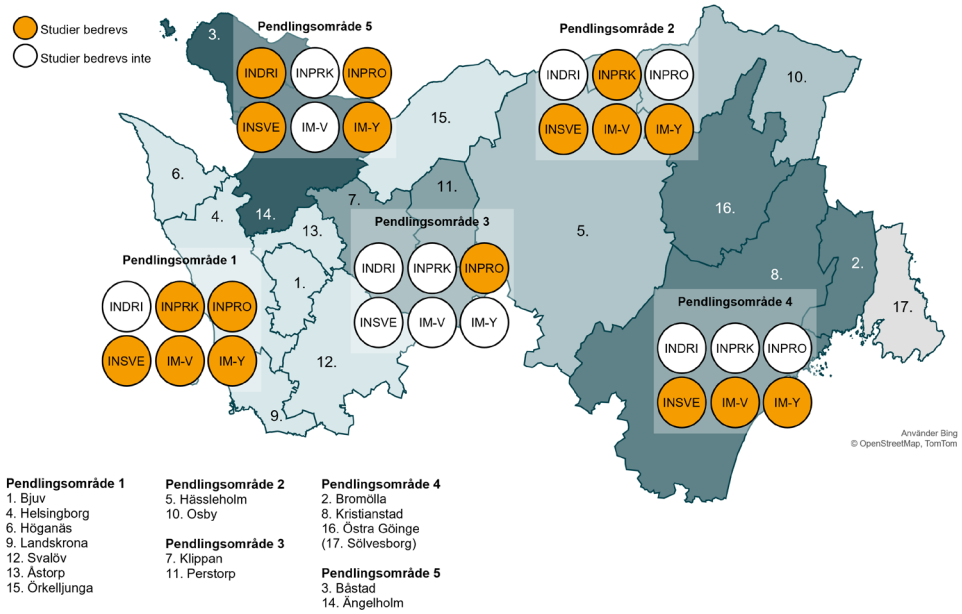 Studier bedrevs
Studier bedrevs inte
Pendlingsområde 5
INDRI INPRK INPRO
INSVE IM-V IM-Y
Pendlingsområde 2
INDRI INPRK INPRO
INSVE IM-V IM-Y
3.
10.
15.
6.
7.
11.
16.
4.
14.
13.
5.
Pendlingsområde 3
INDRI INPRK INPRO
INSVE IM-V IM-Y
Pendlingsområde 1
INDRI INPRK INPRO
INSVE IM-V IM-Y
1.
8.
2.
17.
Pendlingsområde 4
INDRI INPRK INPRO
INSVE IM-V IM-Y
12.
9.
Använder Bing
© OpenStreetMap, TomTom
Pendlingsområde 1
1. Bjuv
4. Helsingborg
6. Höganäs
9. Landskrona
12. Svalöv
13. Åstorp
15. Örkelljunga
Pendlingsområde 2
5. Hässleholm
10. Osby
Pendlingsområde 3
7. Klippan
11. Perstorp
Pendlingsområde 4
2. Bromölla
8. Kristianstad
16. Östra Göinge
(17. Sölvesborg)
Pendlingsområde 5
3. Båstad
14. Ängelholm